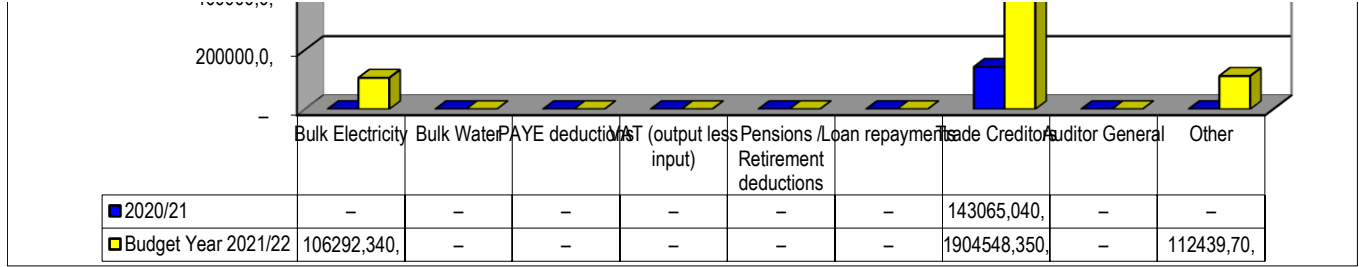 200000,0,
–
Bulk Electricity Bulk Water PAYE deductions VAT (output less input) Pensions / Retirement deductions Loan repayments Trade Creditors Auditor General Other
2020/21 – – – – – – 143065,040, – –
Budget Year 2021/22 106292,340, – – – – – 1904548,350, – 112439,70,